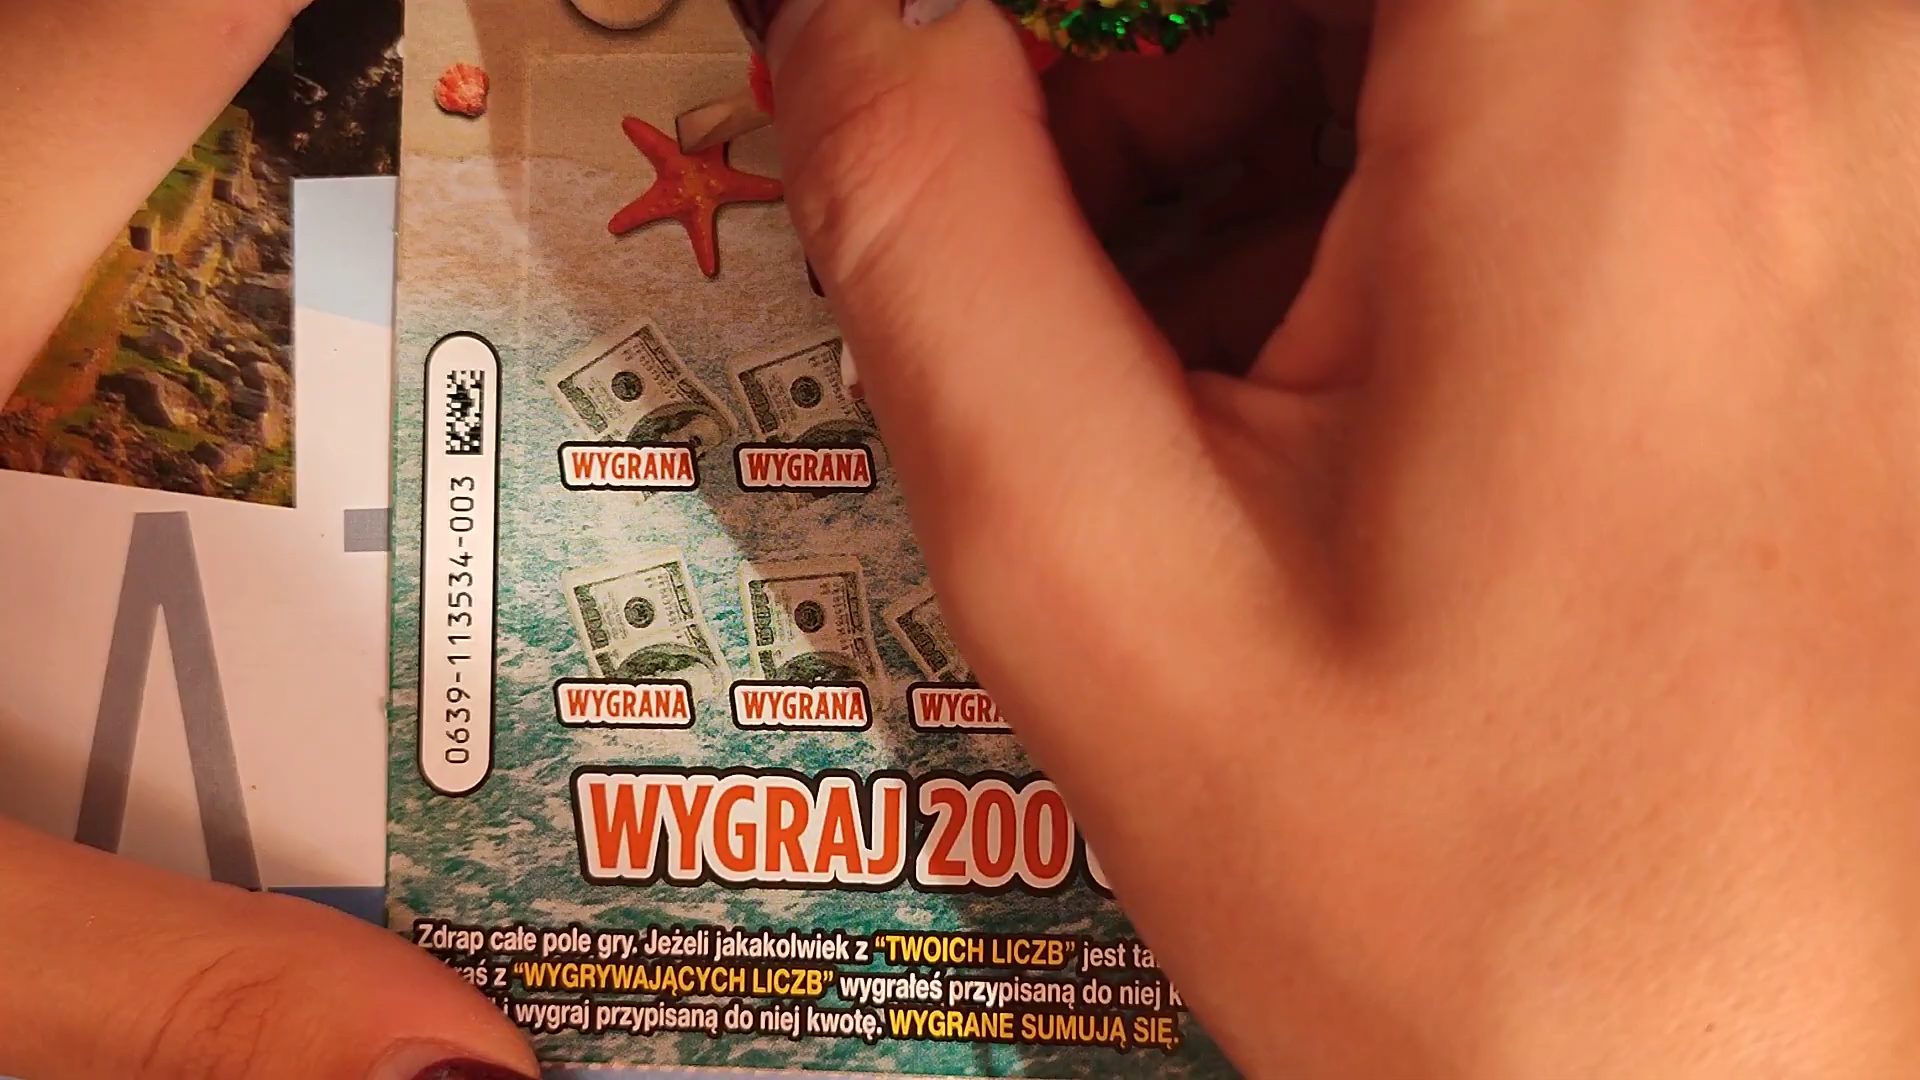 0639-113534-003
WYGRANA WYGRANA
WYGRANA WYGRANA
WYGRAJ 200
Zdrap całe pole gry. Jeżeli jakakolwiek z “TWOICH LICZB” jest
z “WYGRYWAJĄCYCH LICZB” wygrałeś przypisaną do niej
i wygraj przypisaną do niej kwotę. WYGRANE SUMUJĄ SIĘ.